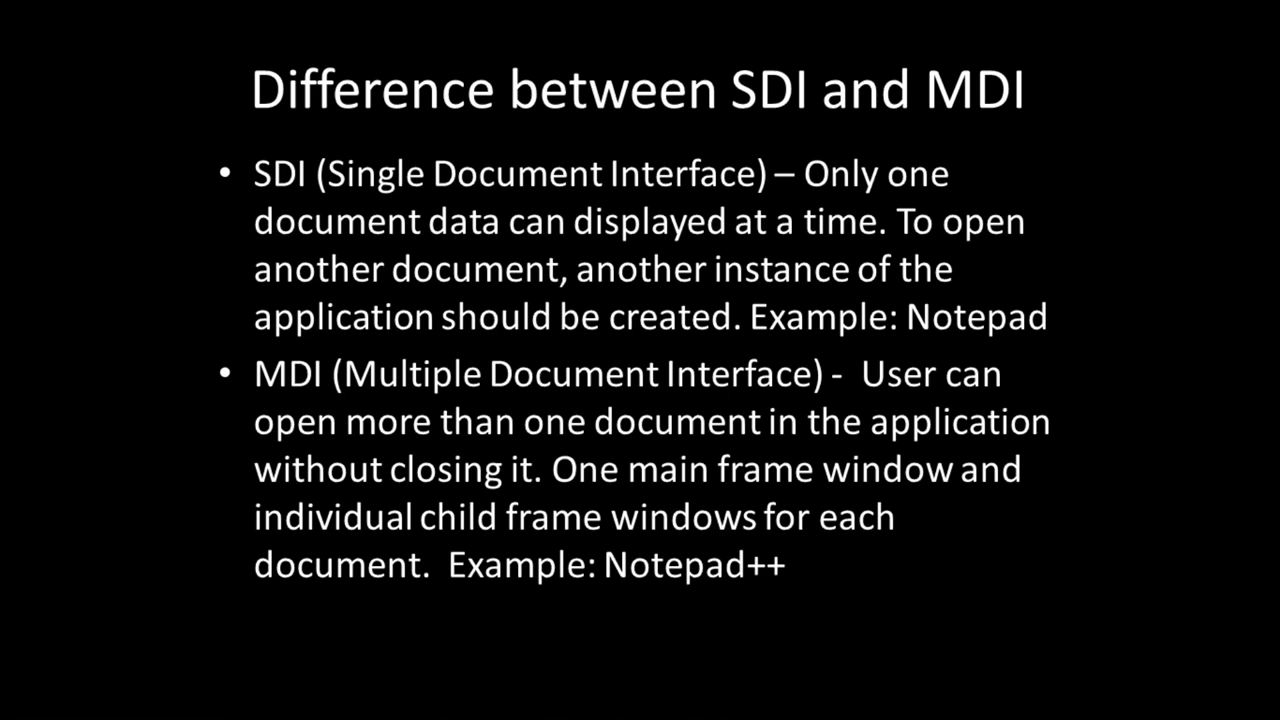 Difference between SDI and MDI
• SDI (Single Document Interface) – Only one
document data can displayed at a time. To open
another document, another instance of the
application should be created. Example: Notepad
• MDI (Multiple Document Interface) -  User can
open more than one document in the application
without closing it. One main frame window and
individual child frame windows for each
document.  Example: Notepad++